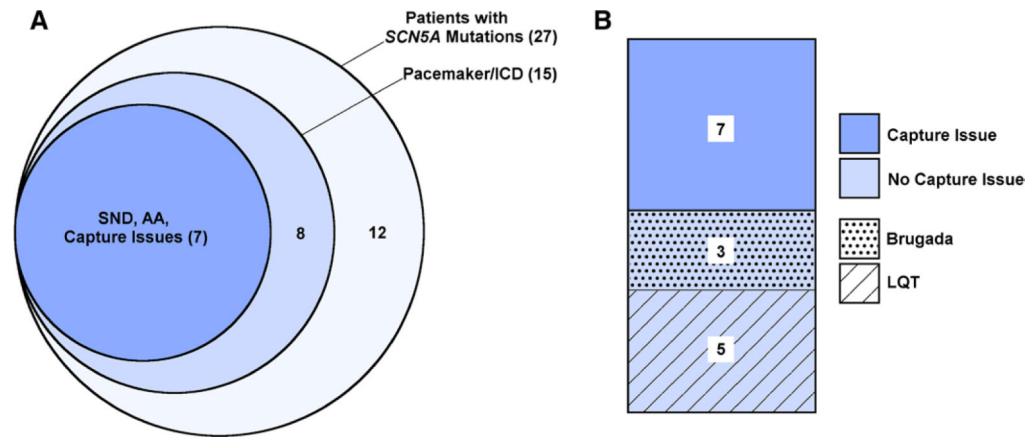 A
Patients with
SCN5A Mutations (27)
Pacemaker/ICD (15)
SND, AA,
Capture Issues (7)
8
12
B
7
3
5
Capture Issue
No Capture Issue
Brugada
LQT